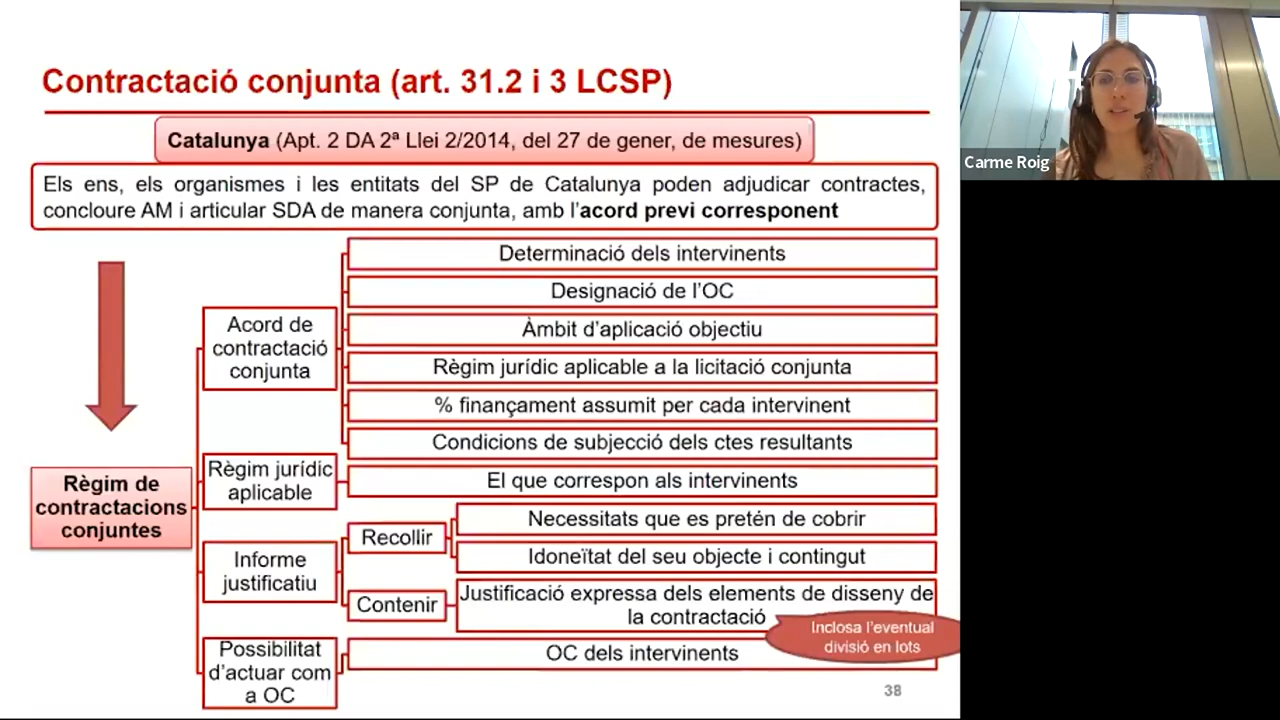 Contractació conjunta (art. 31.2 i 3 LCSP)
Catalunya (Apt. 2 DA 2ª Llei 2/2014, del 27 de gener, de mesures)
Els ens, els organismes i les entitats del SP de Catalunya poden adjudicar contractes,
concloure AM i articular SDA de manera conjunta, amb l'acord previ corresponent
Règim de
contractacions
conjuntes
Acord de
contractació
conjunta
Determinació dels intervinents
Designació de l'OC
Àmbit d'aplicació objectiu
Règim jurídic aplicable a la licitació conjunta
% finançament assumit per cada intervinent
Condicions de subjecció dels ctes resultants
Règim jurídic
aplicable
El que correspon als intervinents
Informe
justificatiu
Recollir
Necessitats que es pretén de cobrir
Idoneïtat del seu objecte i contingut
Contenir
Justificació expressa dels elements de disseny de
la contractació
Inclosa l'eventual
divisió en lots
Possibilitat
d'actuar com
a OC
OC dels intervinents
38
Carme Roig